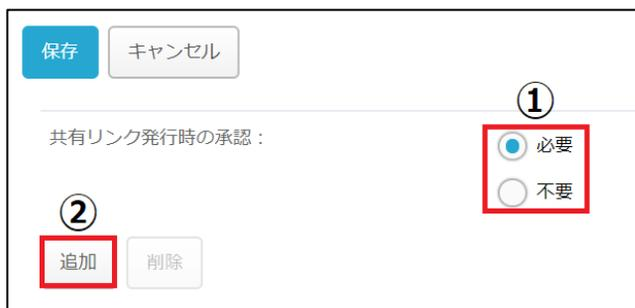 保存 キャンセル
①
共有リンク発行時の承認：
必要
不要
②
追加 削除